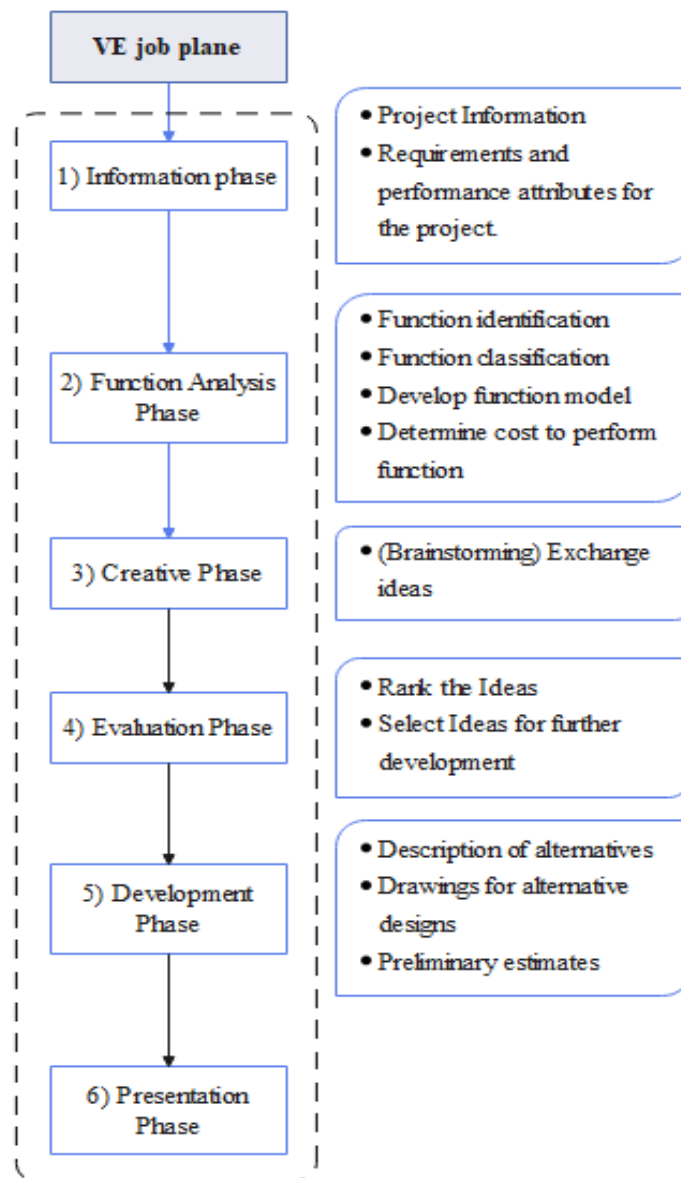 VE job plane
1) Information phase
• Project Information
• Requirements and
performance attributes for
the project.
2) Function Analysis
Phase
• Function identification
• Function classification
• Develop function model
• Determine cost to perform
function
3) Creative Phase
• (Brainstorming) Exchange
ideas
4) Evaluation Phase
• Rank the Ideas
• Select Ideas for further
development
5) Development
Phase
• Description of alternatives
• Drawings for alternative
designs
• Preliminary estimates
6) Presentation
Phase